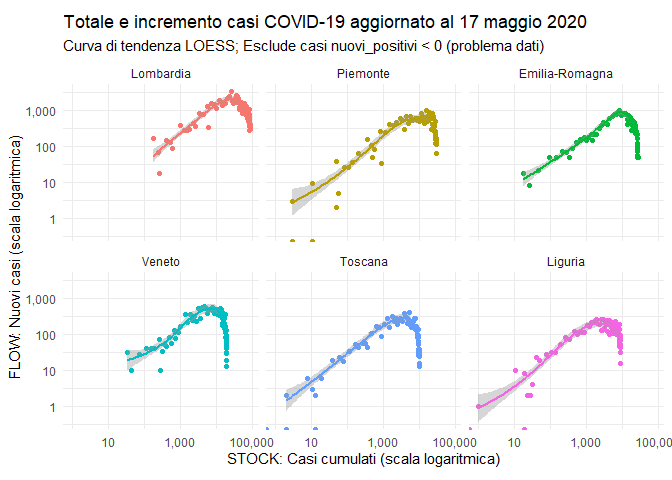 Totale e incremento casi COVID-19 aggiornato al 17 maggio 2020
Curva di tendenza LOESS; Esclude casi nuovi_positivi < 0 (problema dati)
Lombardia Piemonte Emilia-Romagna
1,000
100
10
1
Veneto Toscana Liguria
1,000
100
10
1
10 1,000 100,000 10 1,000 100,000 10 1,000 100,000
STOCK: Casi cumulati (scala logaritmica)
FLOW: Nuovi casi (scala logaritmica)